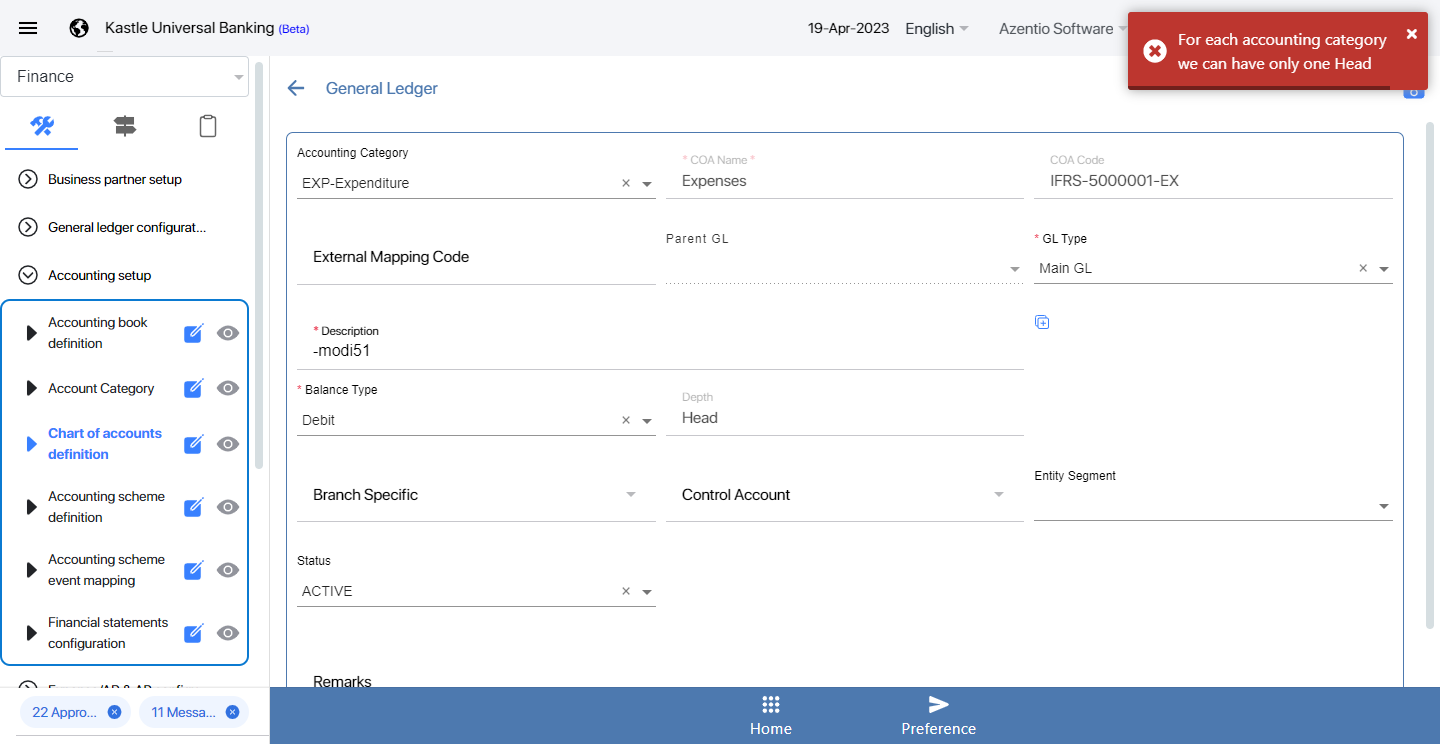 Kastle Universal Banking (Beta)
19-Apr-2023
English
Azentio Software
For each accounting category
we can have only one Head
Finance
Business partner setup
General ledger configurat...
Accounting setup
Accounting book
definition
Account Category
Chart of accounts
definition
Accounting scheme
definition
Accounting scheme
event mapping
Financial statements
configuration
22 Appro...
11 Messa...
General Ledger
Accounting Category
EXP-Expenditure
* COA Name *
Expenses
COA Code
IFRS-5000001-EX
External Mapping Code
Parent GL
* GL Type
Main GL
* Description
-modi51
* Balance Type
Debit
Depth
Head
Branch Specific
Control Account
Entity Segment
Status
ACTIVE
Remarks
Home
Preference